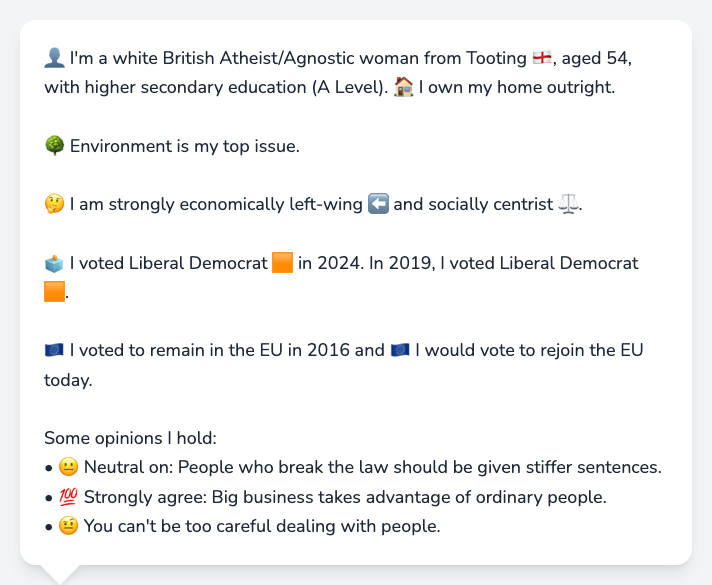 👤 I'm a white British Atheist/Agnostic woman from Tooting 🏴󠁧󠁢󠁥󠁮󠁧󠁿, aged 54,
with higher secondary education (A Level). 🏠 I own my home outright.
🌳 Environment is my top issue.
🤔 I am strongly economically left-wing ⬅️ and socially centrist ⚖️.
🗳️ I voted Liberal Democrat 🟧 in 2024. In 2019, I voted Liberal Democrat
🟧.
🇪🇺 I voted to remain in the EU in 2016 and 🇪🇺 I would vote to rejoin the EU
today.
Some opinions I hold:
• 😐 Neutral on: People who break the law should be given stiffer sentences.
• 💯 Strongly agree: Big business takes advantage of ordinary people.
• 🤨 You can't be too careful dealing with people.